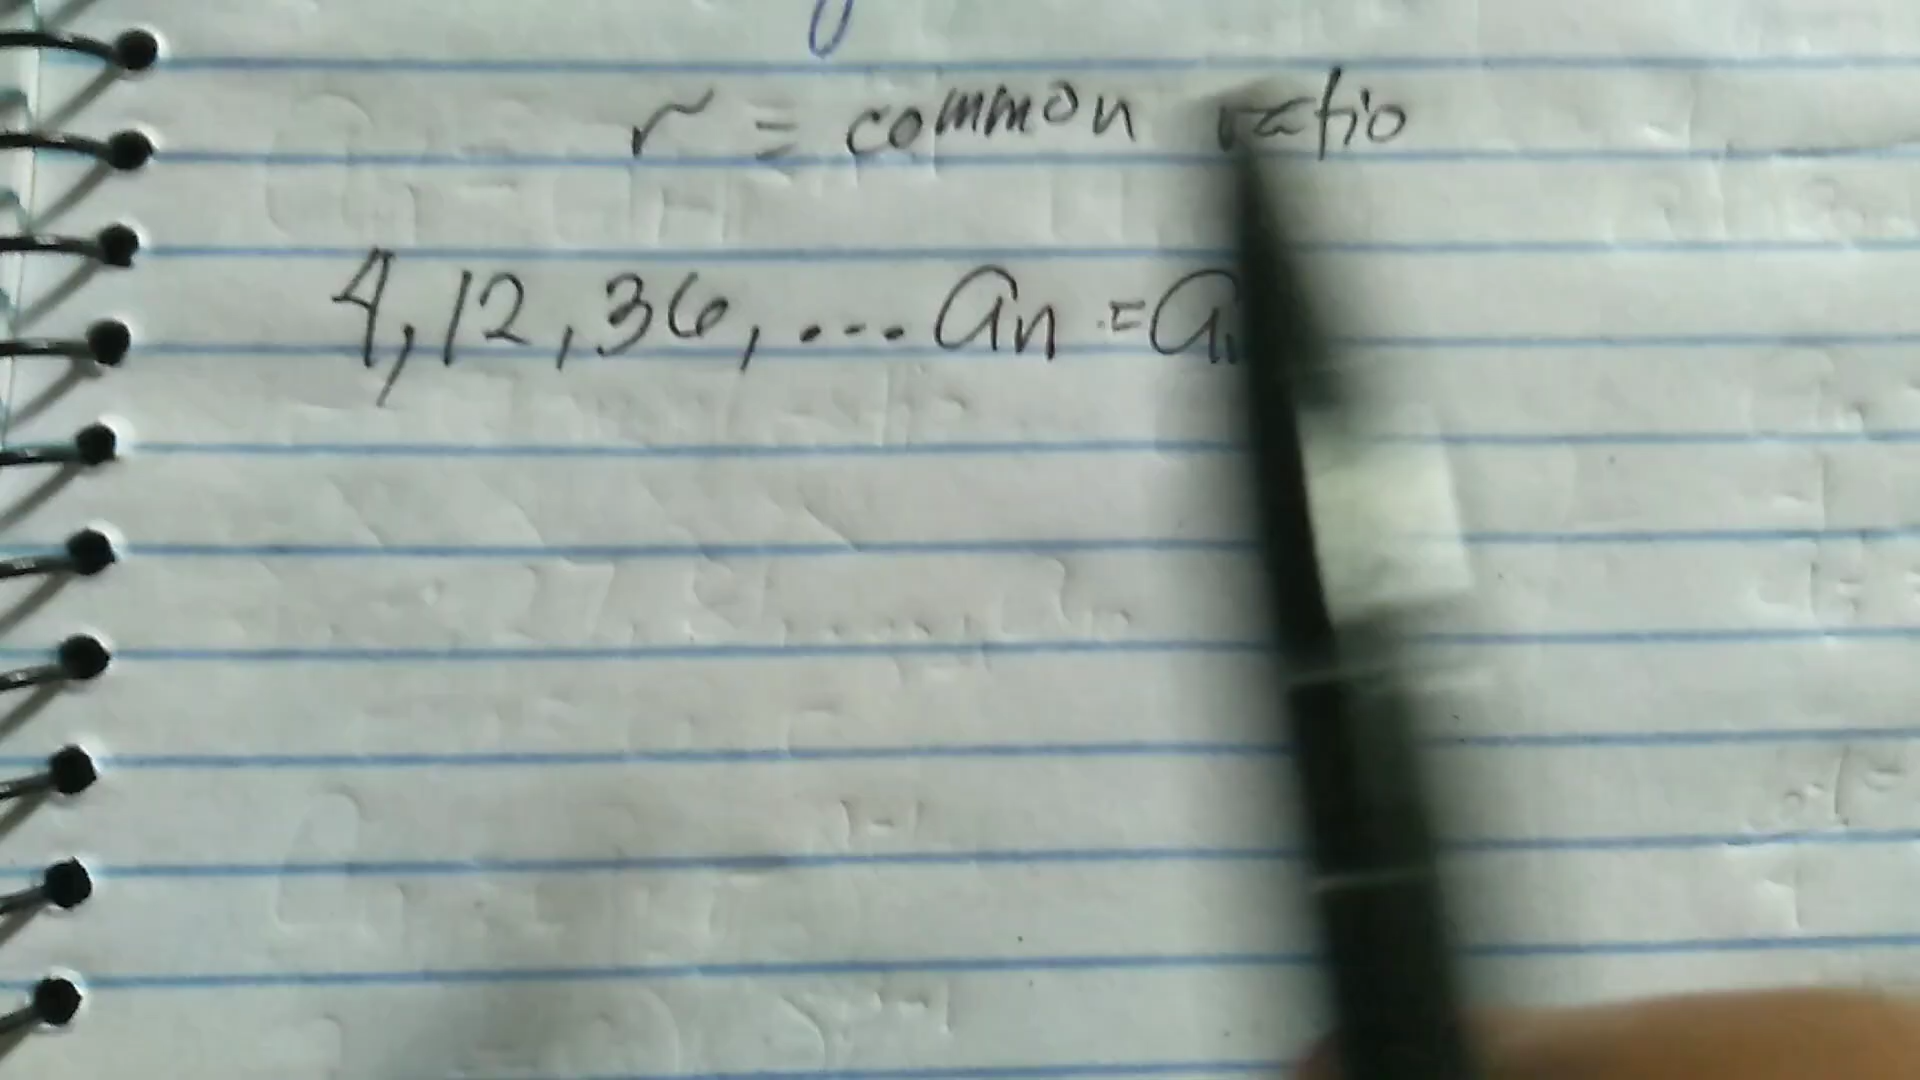 r = common ratio
4, 12, 36, ... an = a